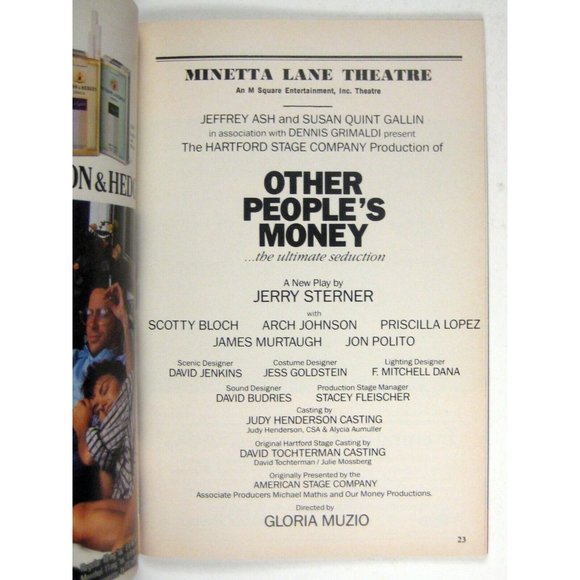 ON & HEDG
MINETTA LANE THEATRE
An M Square Entertainment, Inc. Theatre
JEFFREY ASH and SUSAN QUINT GALLIN
in association with DENNIS GRIMALDI present
The HARTFORD STAGE COMPANY Production of
OTHER
PEOPLE'S
MONEY
...the ultimate seduction
A New Play by
JERRY STERNER
with
SCOTTY BLOCH ARCH JOHNSON PRISCILLA LOPEZ
JAMES MURTAUGH JON POLITO
Scenic Designer Costume Designer Lighting Designer
DAVID JENKINS JESS GOLDSTEIN F. MITCHELL DANA
Sound Designer Production Stage Manager
DAVID BUDRIES STACEY FLEISCHER
Casting by
JUDY HENDERSON CASTING
Judy Henderson, CSA & Alycia Aumuller
Original Hartford Stage Casting by
DAVID TOCHTERMAN CASTING
David Tochterman / Julie Mossberg
Originally Presented by the
AMERICAN STAGE COMPANY
Associate Producers Michael Mathis and Our Money Productions.
Directed by
GLORIA MUZIO
23